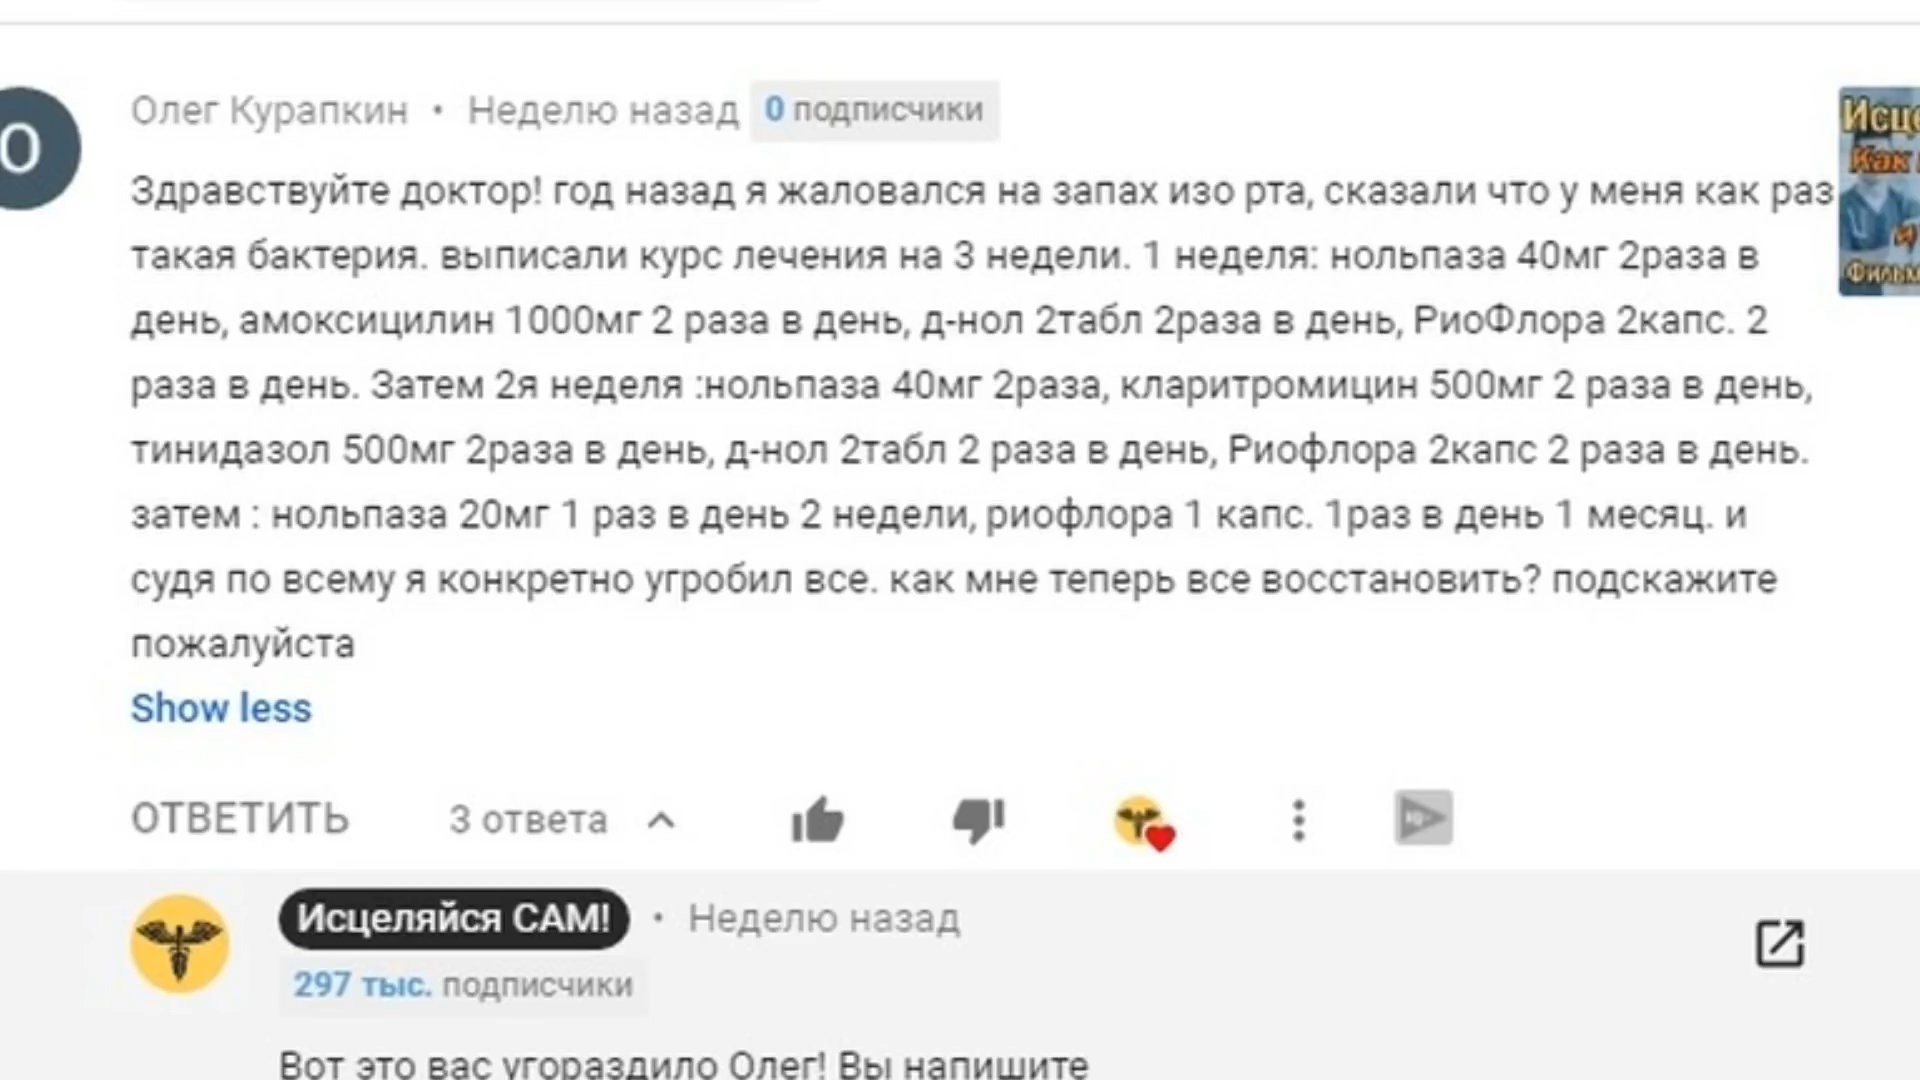 О
Олег Курапкин • Неделю назад 0 подписчики
Здравствуйте доктор! год назад я жаловался на запах изо рта, сказали что у меня как раз
такая бактерия. выписали курс лечения на 3 недели. 1 неделя: нольпаза 40мг 2раза в
день, амоксицилин 1000мг 2 раза в день, д-нол 2табл 2раза в день, РиоФлора 2капс. 2
раза в день. Затем 2я неделя :нольпаза 40мг 2раза, кларитромицин 500мг 2 раза в день,
тинидазол 500мг 2раза в день, д-нол 2табл 2 раза в день, Риофлора 2капс 2 раза в день.
затем : нольпаза 20мг 1 раз в день 2 недели, риофлора 1 капс. 1раз в день 1 месяц. и
судя по всему я конкретно угробил все. как мне теперь все восстановить? подскажите
пожалуйста
Show less
ОТВЕТИТЬ 3 ответа
Исцеляйся САМ! • Неделю назад
297 тыс. подписчики
Вот это вас угораздило Олег! Вы напишите
Исце
Как
и
Фильм